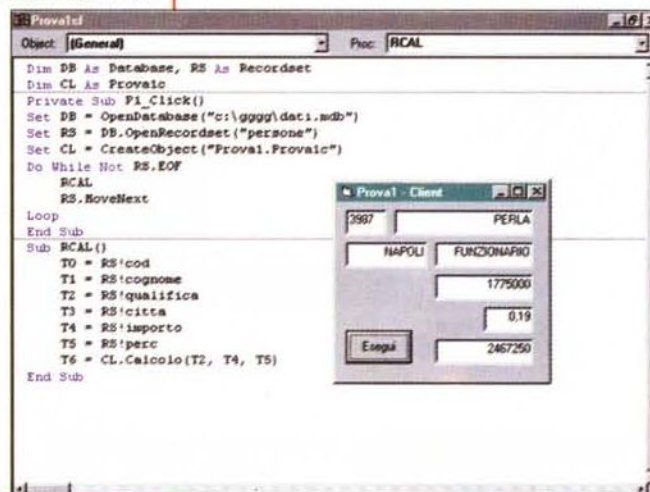 Prova1cf
Object: (General) Proc: RCAL
Dim DB As Database, RS As Recordset
Dim CL As Prova1c
Private Sub Pi_Click()
Set DB = OpenDatabase("c:\gggg\dati.mdb")
Set RS = DB.OpenRecordset("persone")
Set CL = CreateObject("Prova1.Prova1c")
Do While Not RS.EOF
RCAL
RS.MoveNext
Loop
End Sub
Sub RCAL()
T0 = RS!cod
T1 = RS!cognome
T2 = RS!qualifica
T3 = RS!citta
T4 = RS!importo
T5 = RS!perc
T6 = CL.Calcolo(T2, T4, T5)
End Sub
Prova1 - Client
3987 PERLA
NAPOLI FUNZIONARIO
1775000
0,19
Esegui 2467250